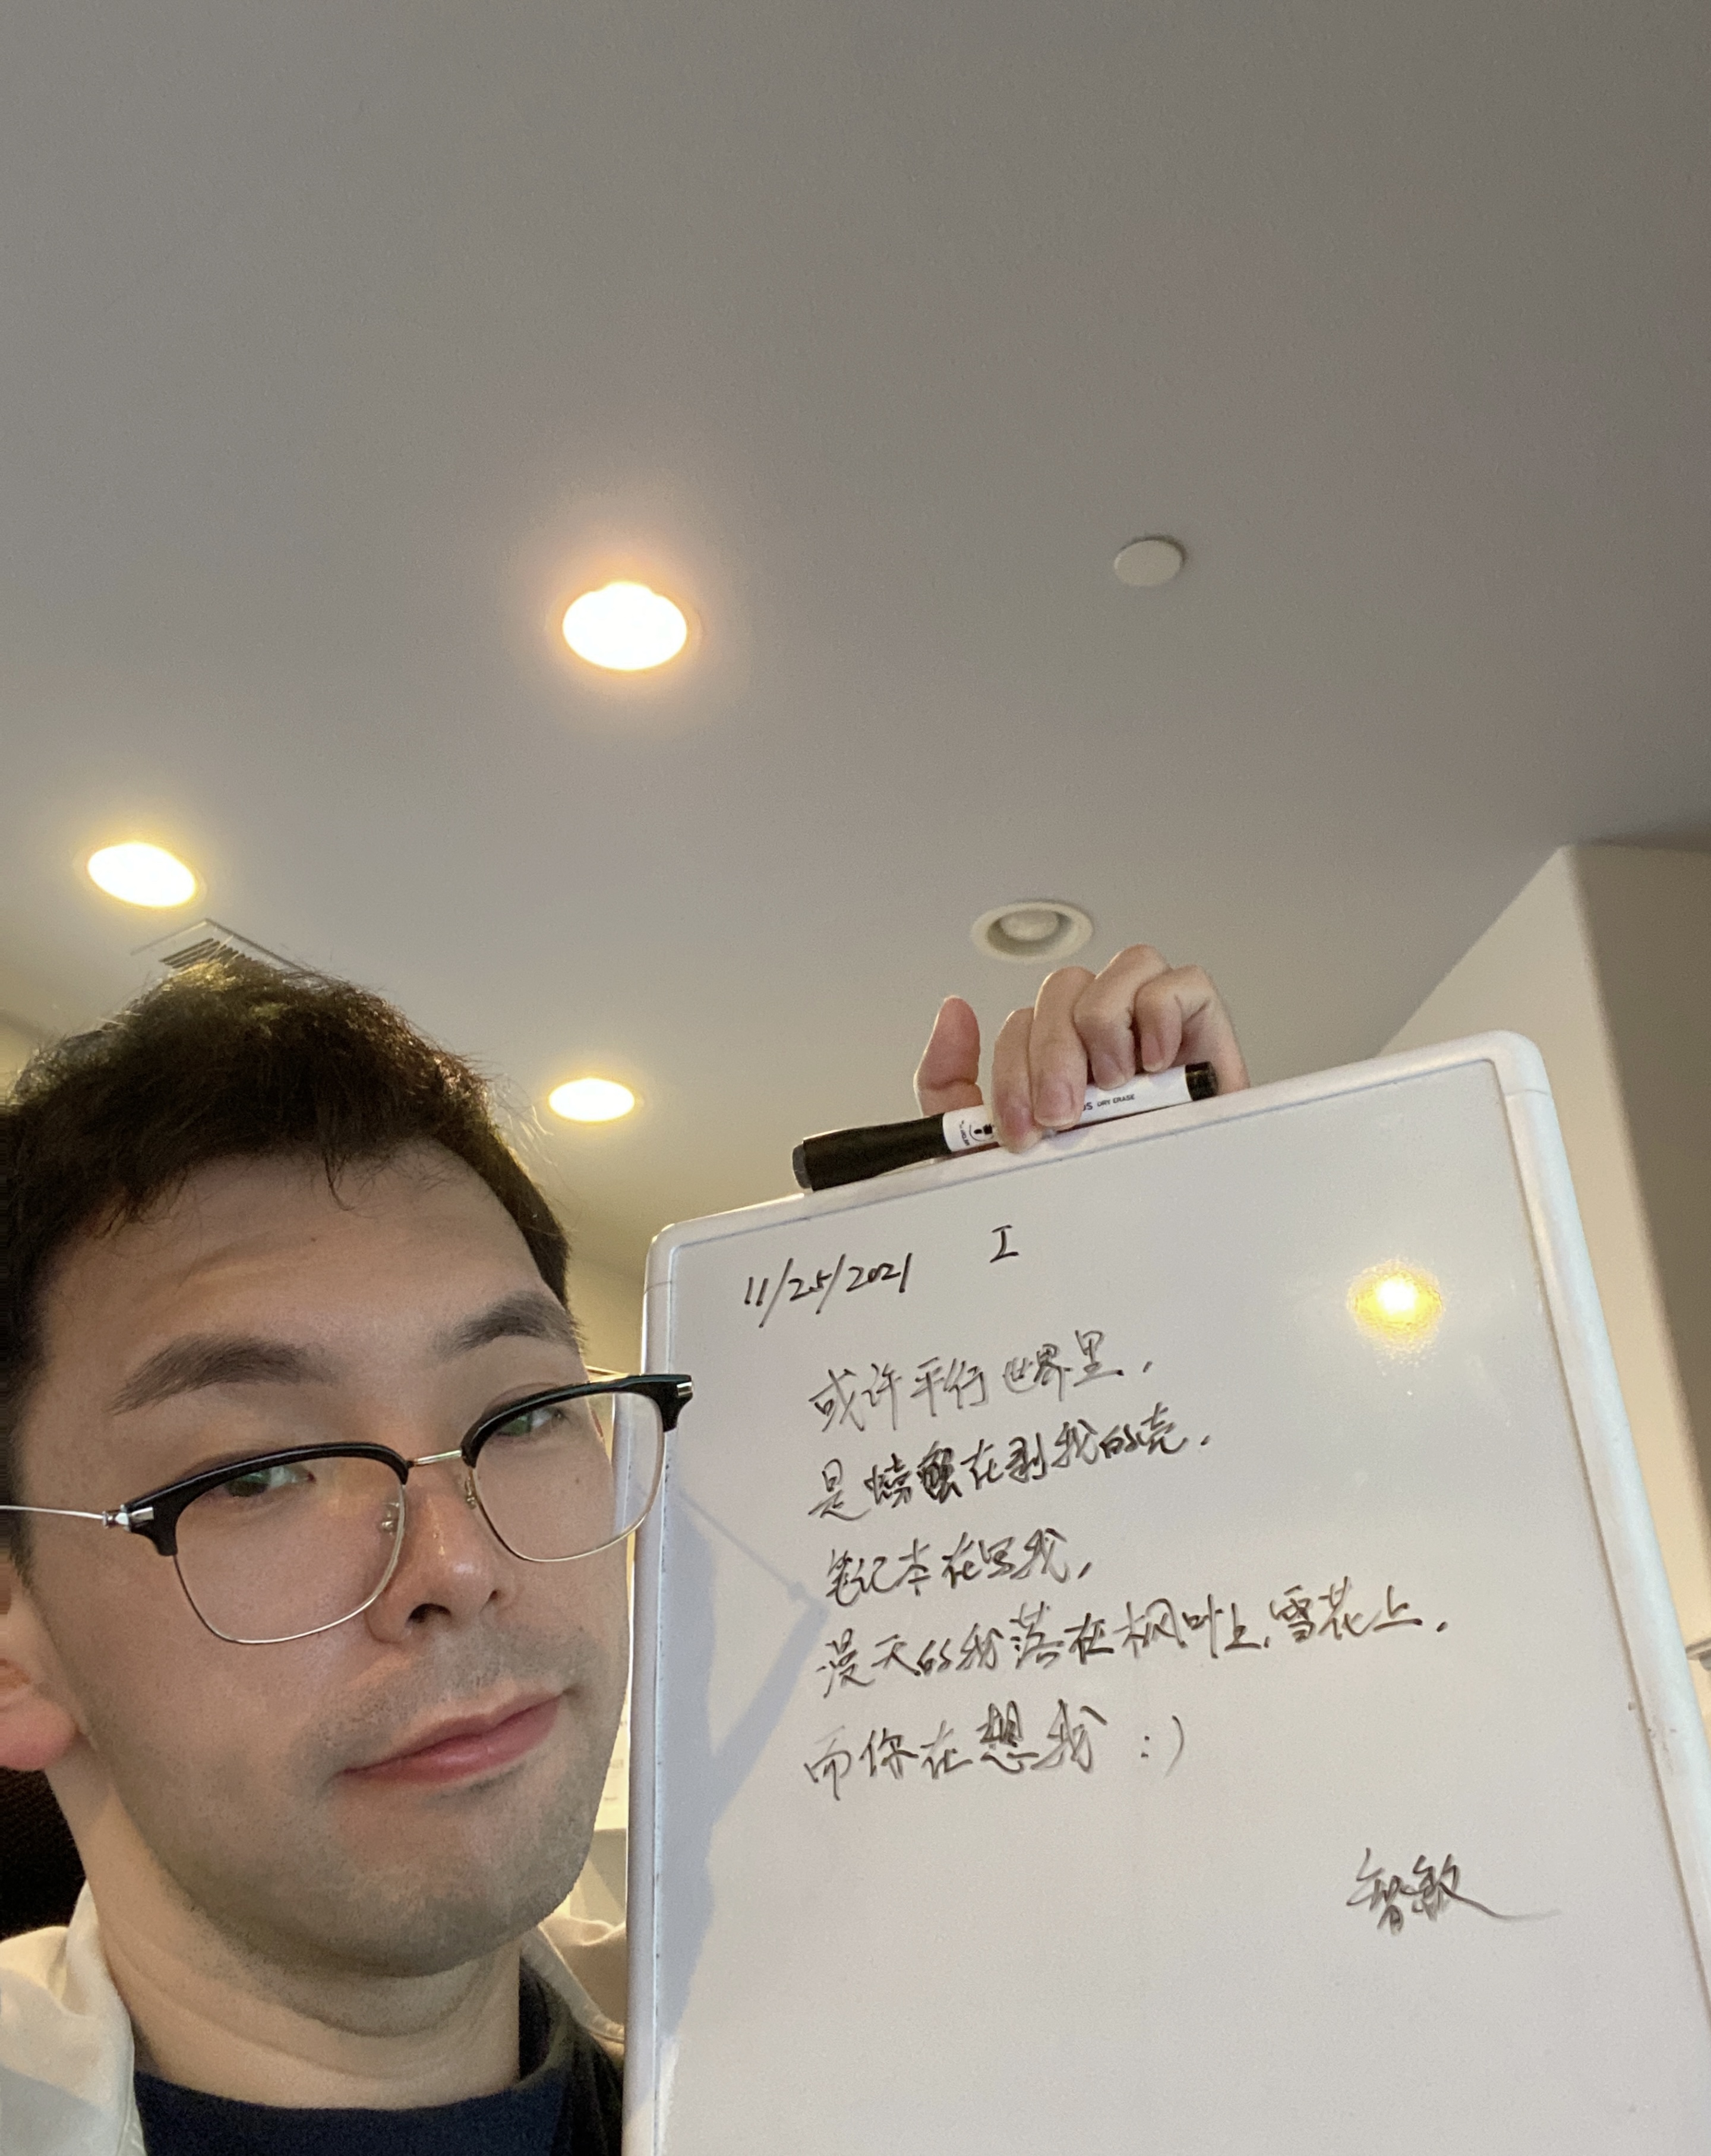 DRY ERASE
11/25/2021 I
或许平行世界里,
是螃蟹在剥我的壳.
笔记本在写我,
漫天的我落在枫叶上,雪花上.
而你在想我 :)
智敏